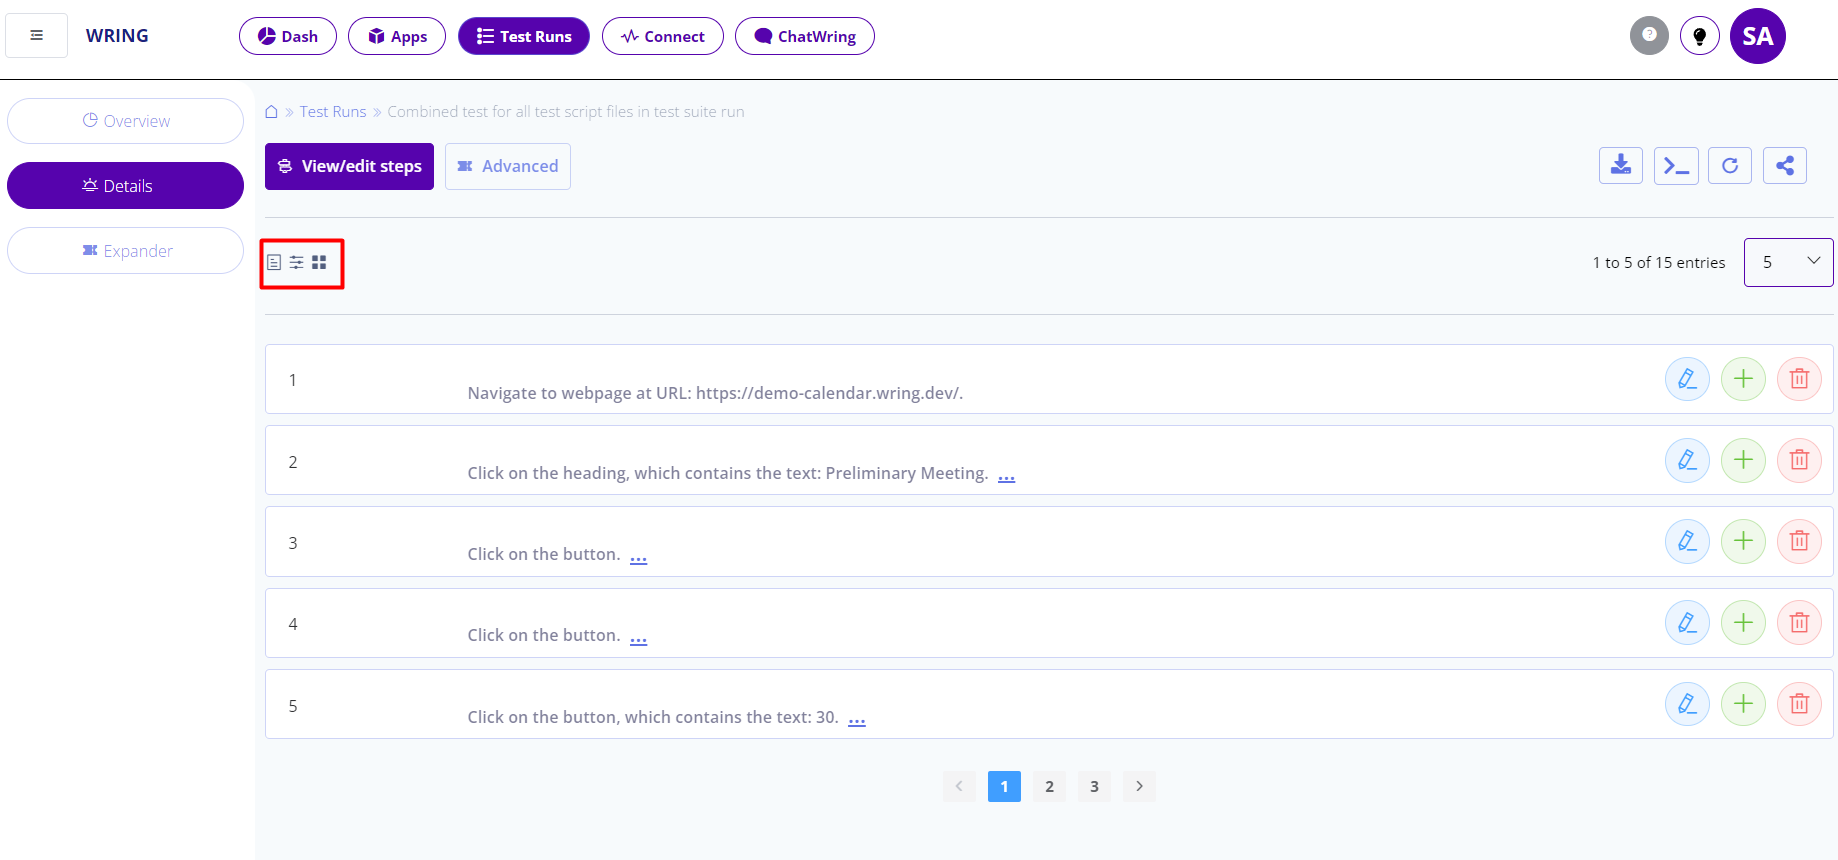 WRING
Dash
Apps
Test Runs
Connect
ChatWring
?
SA
Overview
Details
Expander
» Test Runs » Combined test for all test script files in test suite run
View/edit steps
Advanced
1 to 5 of 15 entries
5
1
Navigate to webpage at URL: https://demo-calendar.wring.dev/.
2
Click on the heading, which contains the text: Preliminary Meeting. ...
3
Click on the button. ...
4
Click on the button. ...
5
Click on the button, which contains the text: 30. ...
< 1 2 3 >